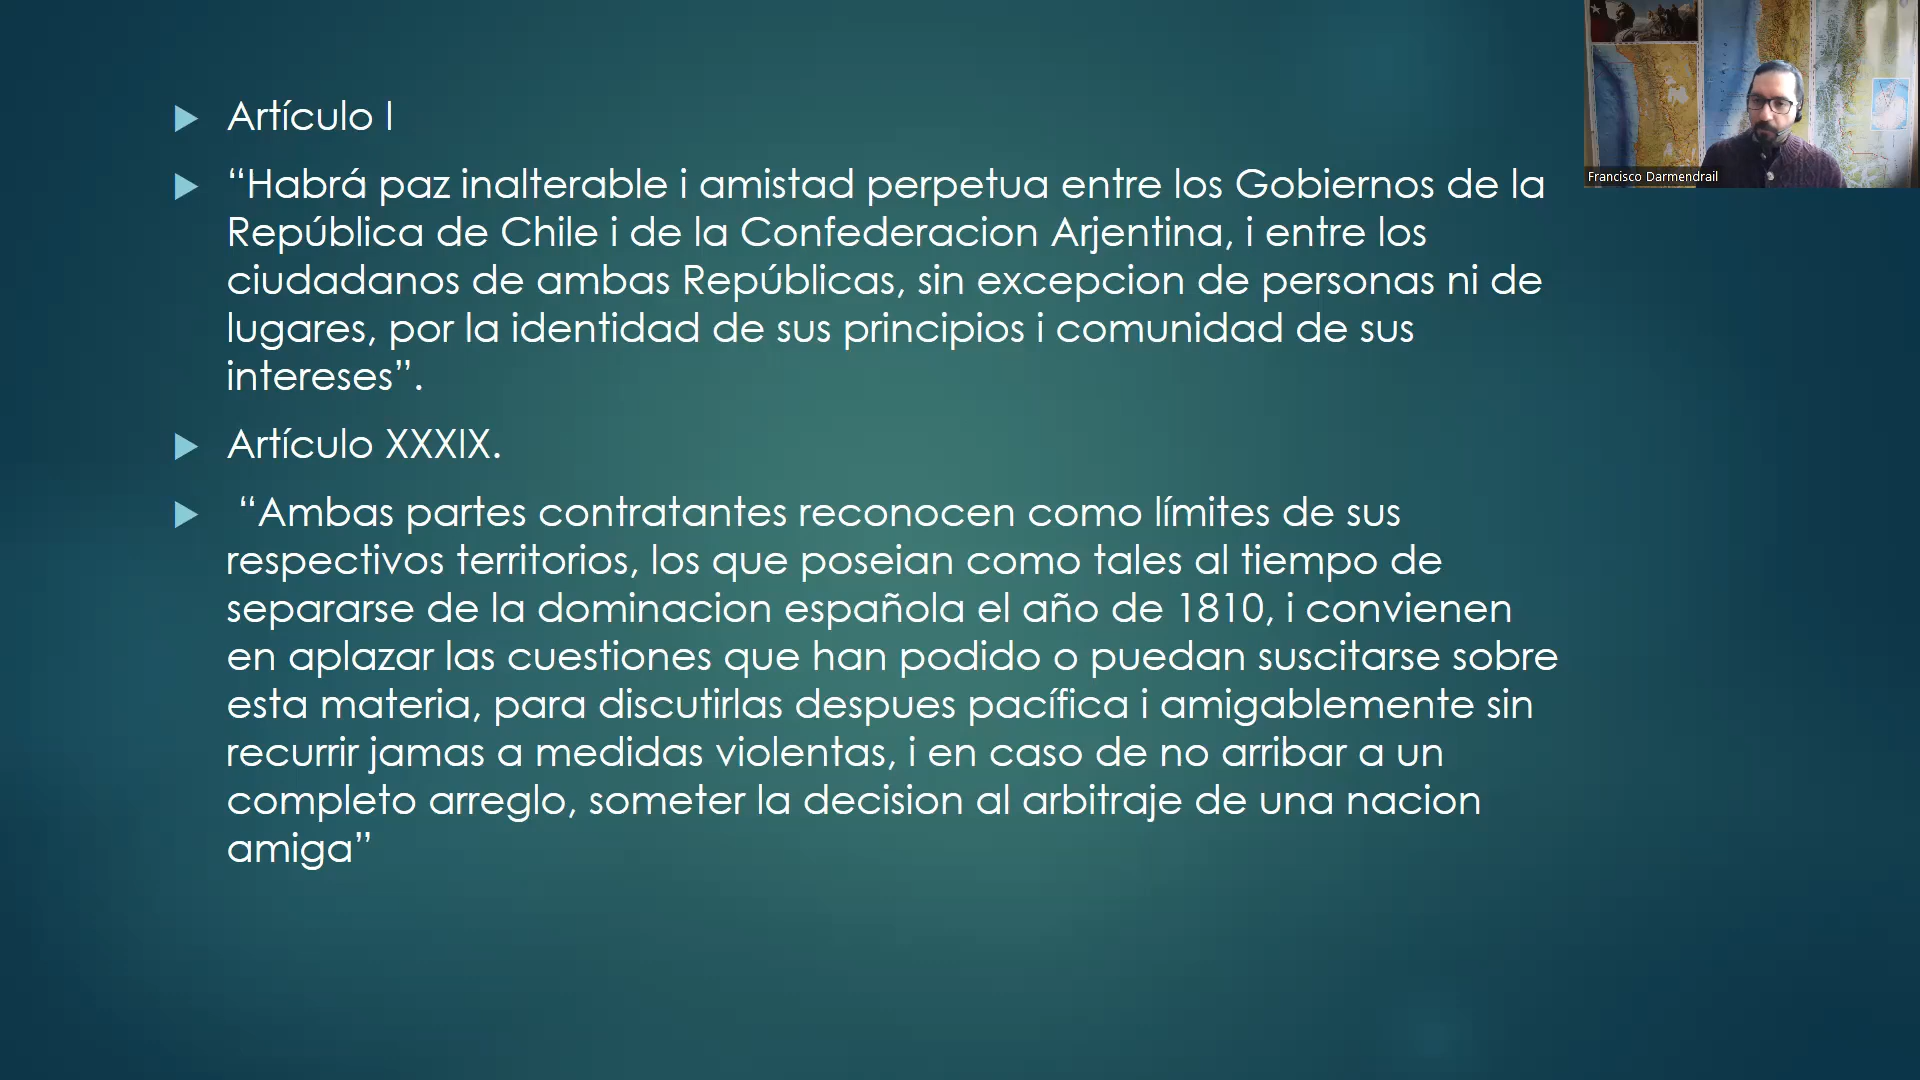 Artículo I
“Habrá paz inalterable i amistad perpetua entre los Gobiernos de la
República de Chile i de la Confederacion Arjentina, i entre los
ciudadanos de ambas Repúblicas, sin excepcion de personas ni de
lugares, por la identidad de sus principios i comunidad de sus
intereses”.
Artículo XXXIX.
“Ambas partes contratantes reconocen como límites de sus
respectivos territorios, los que poseian como tales al tiempo de
separarse de la dominacion española el año de 1810, i convienen
en aplazar las cuestiones que han podido o puedan suscitarse sobre
esta materia, para discutirlas despues pacífica i amigablemente sin
recurrir jamas a medidas violentas, i en caso de no arribar a un
completo arreglo, someter la decision al arbitraje de una nacion
amiga”
Francisco Darmendrail